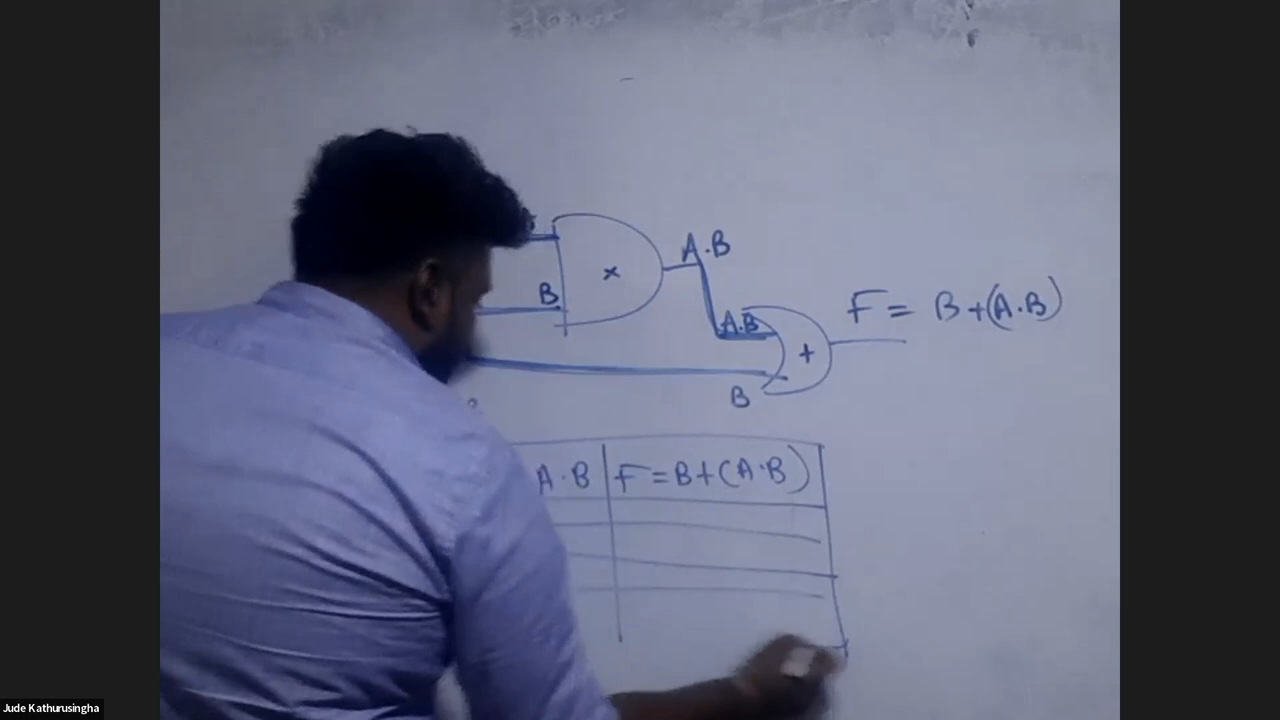 A.B
B
x
A.B
+
F = B+(A.B)
B
A.B F=B+(A.B)
Jude Kathurusingha